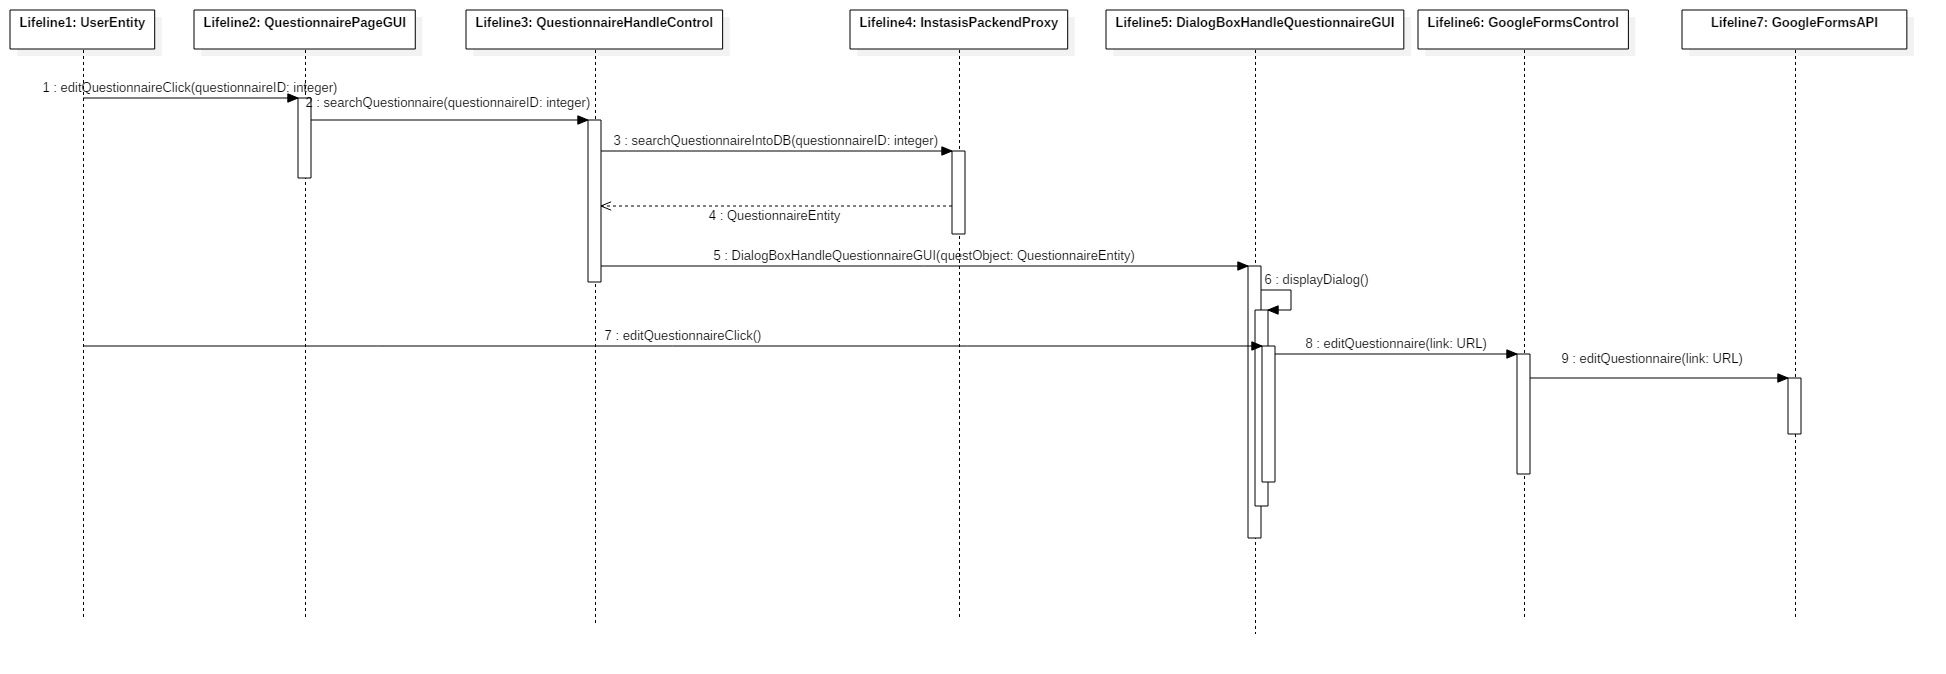 Lifeline1: UserEntity
Lifeline2: QuestionnairePageGUI
Lifeline3: QuestionnaireHandleControl
Lifeline4: InstasisPackendProxy
Lifeline5: DialogBoxHandleQuestionnaireGUI
Lifeline6: GoogleFormsControl
Lifeline7: GoogleFormsAPI
1 : editQuestionnaireClick(questionnaireID: integer)
2 : searchQuestionnaire(questionnaireID: integer)
3 : searchQuestionnaireIntoDB(questionnaireID: integer)
4 : QuestionnaireEntity
5 : DialogBoxHandleQuestionnaireGUI(questObject: QuestionnaireEntity)
6 : displayDialog()
7 : editQuestionnaireClick()
8 : editQuestionnaire(link: URL)
9 : editQuestionnaire(link: URL)